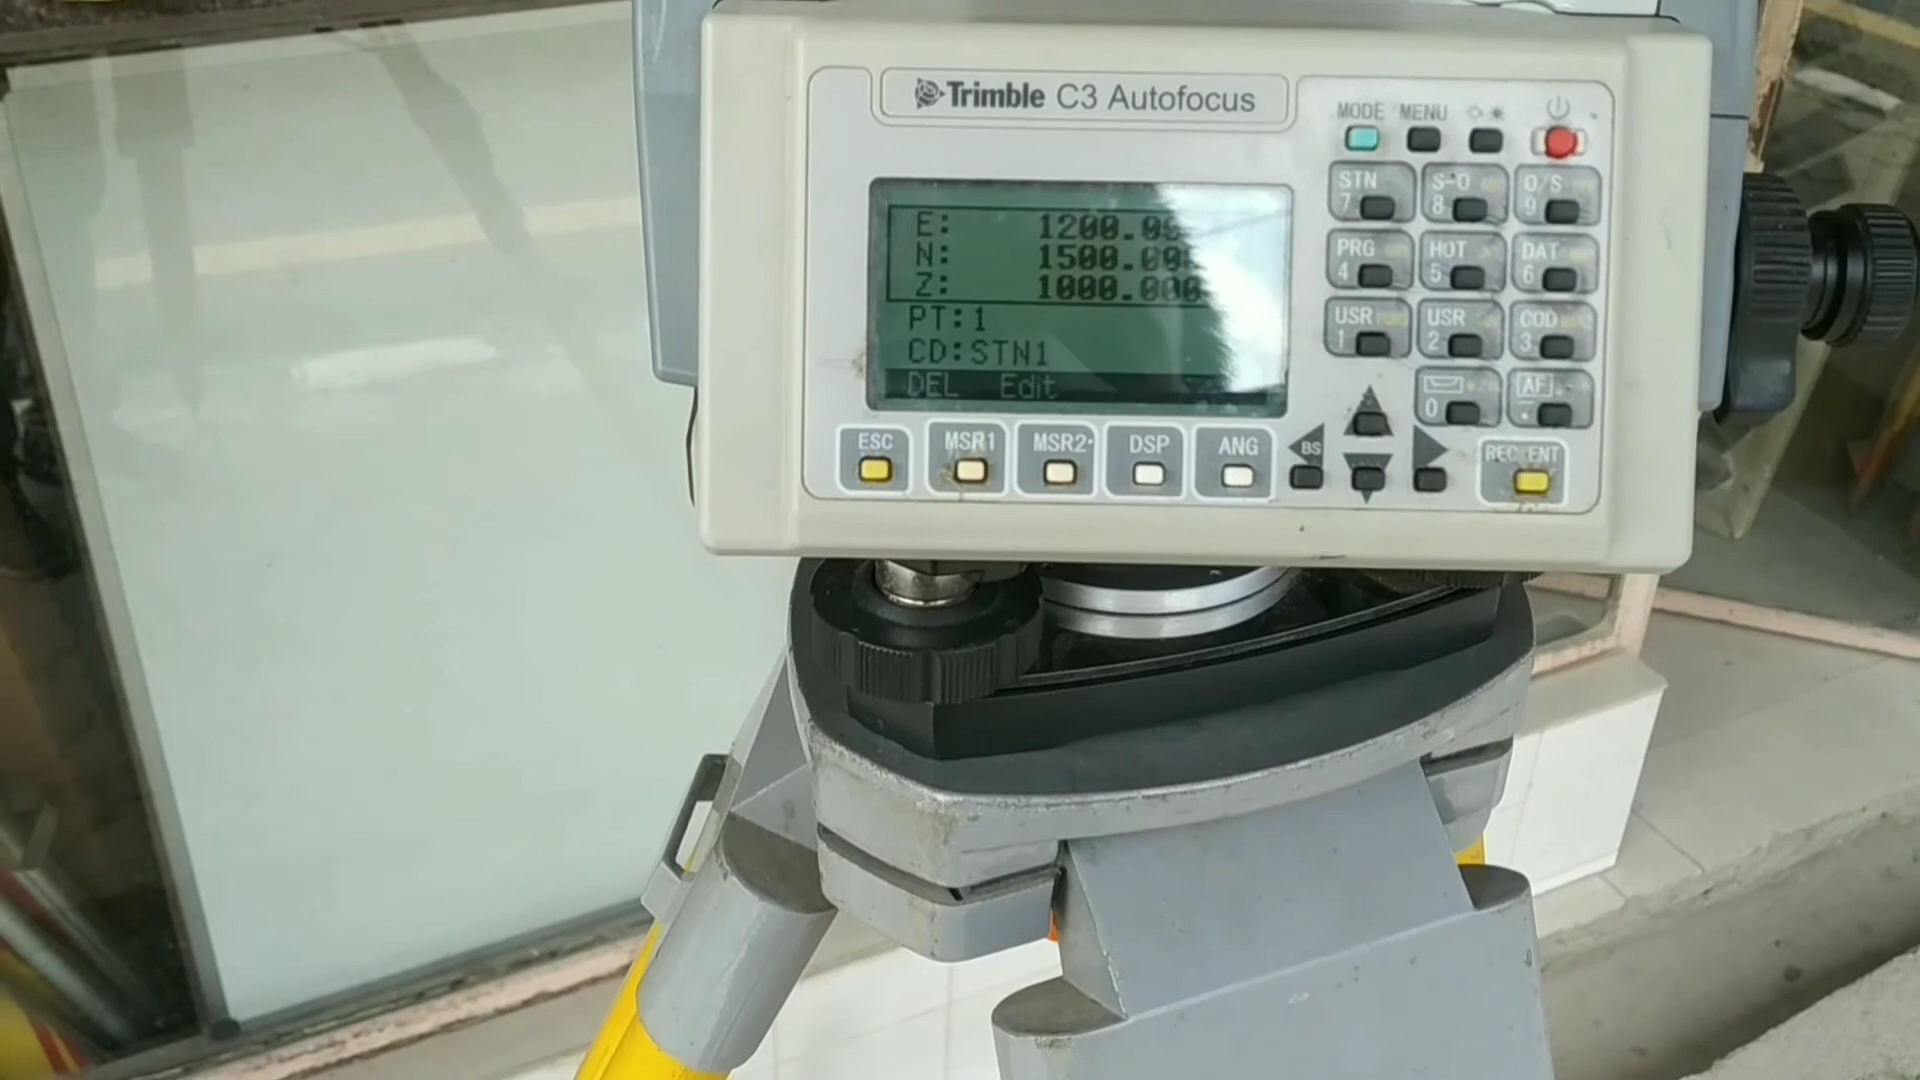 Trimble C3 Autofocus
MODE MENU
E: 1200.0
N: 1500.00
Z: 1000.000
PT:1
CD:STN1
DEL Edit
STN
7
S-O
8
O/S
9
PRG
4
HOT
5
DAT
6
USR
1
USR
2
COD
3
0
AF
ESC
MSR1
MSR2
DSP
ANG
BS
REC ENT